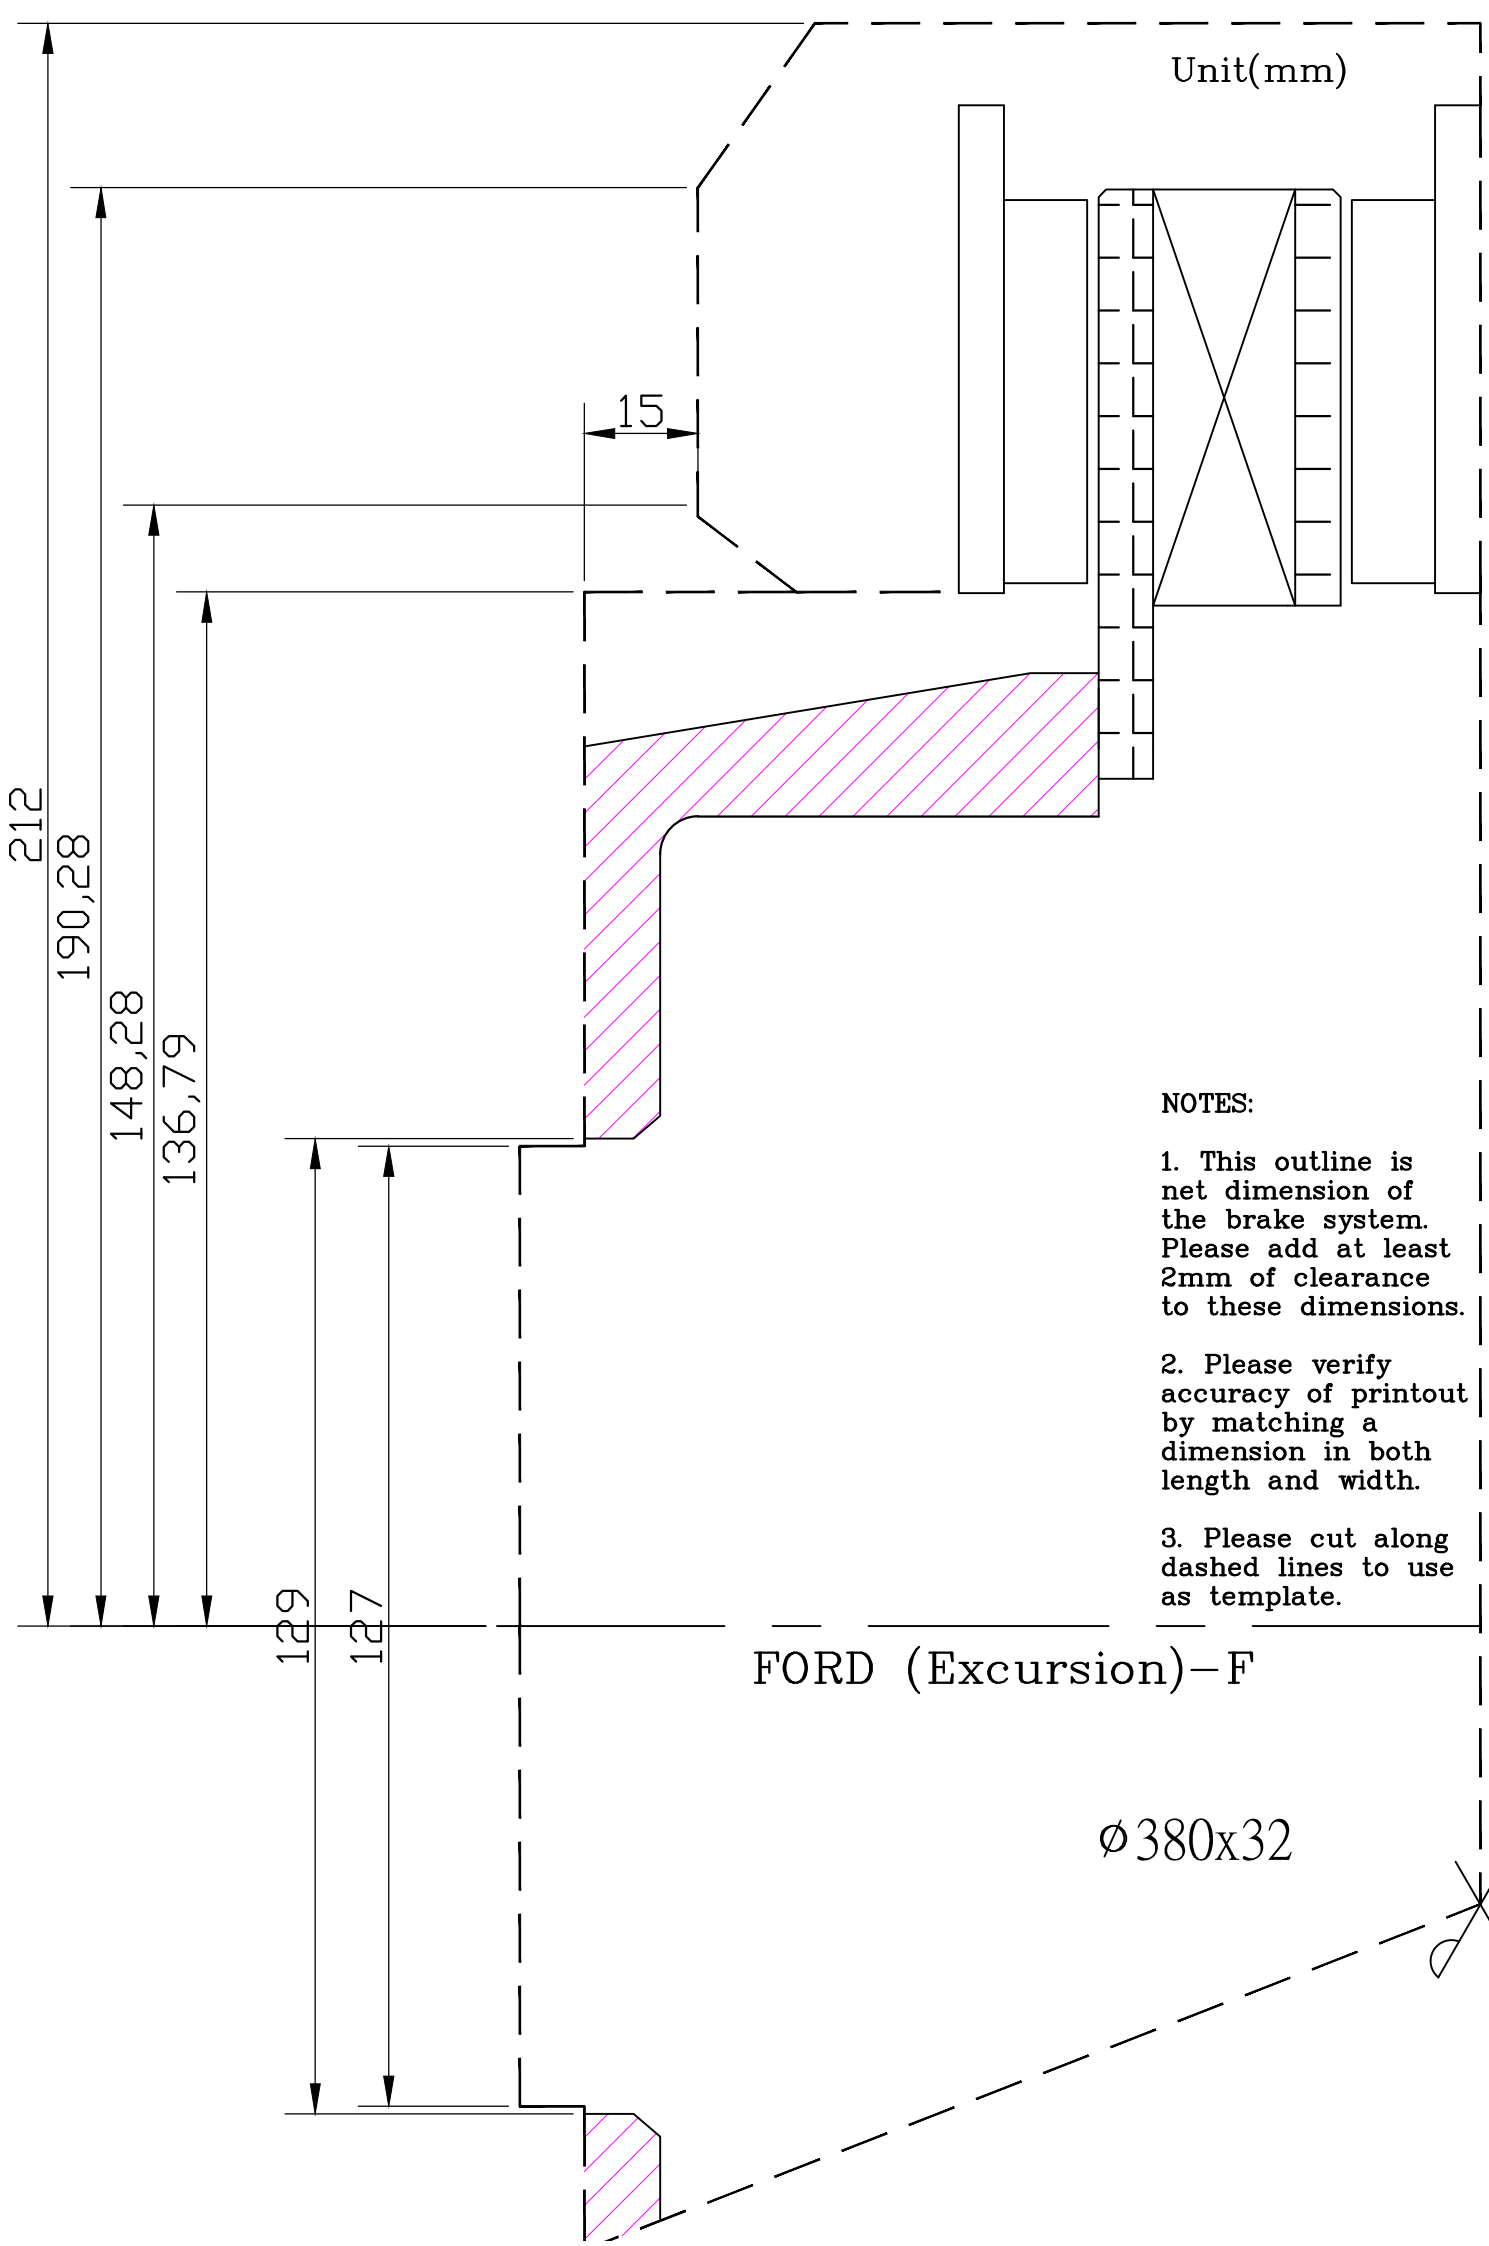 Unit(mm)
15
212
190,28
148,28
136,79
NOTES:
1. This outline is
net dimension of
the brake system.
Please add at least
2mm of clearance
to these dimensions.
2. Please verify
accuracy of printout
by matching a
dimension in both
length and width.
3. Please cut along
dashed lines to use
as template.
129
127
FORD (Excursion)-F
Ø380x32